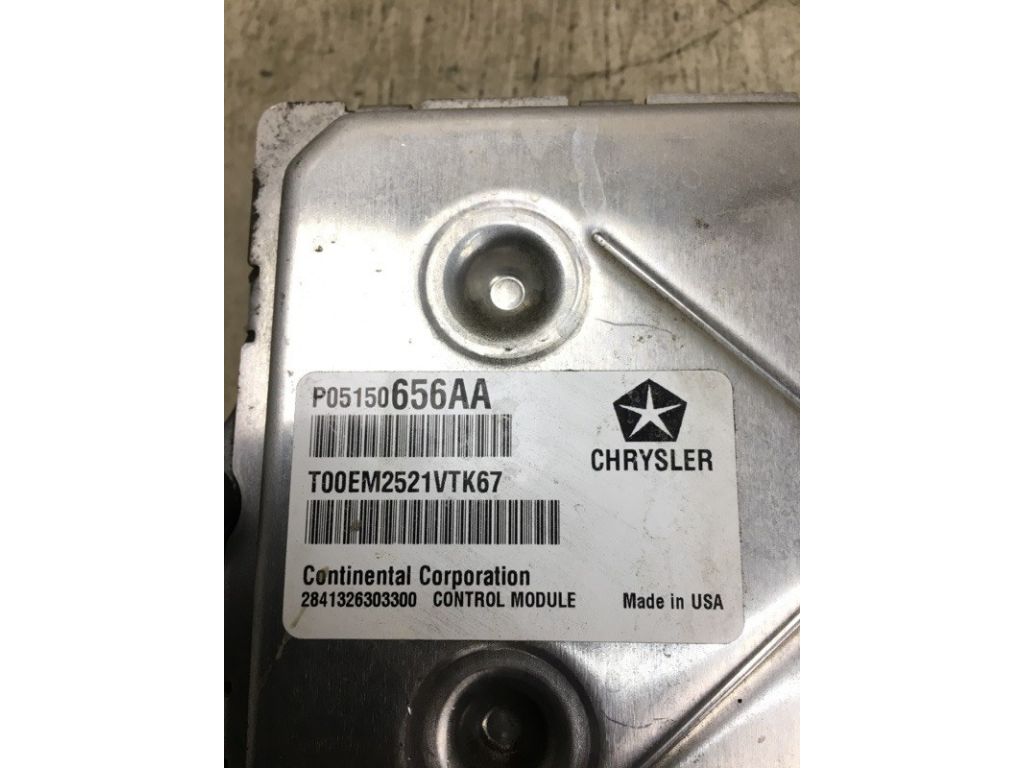 P05150656AA
CHRYSLER
T00EM2521VTK67
Continental Corporation
2841326303300 CONTROL MODULE Made in USA